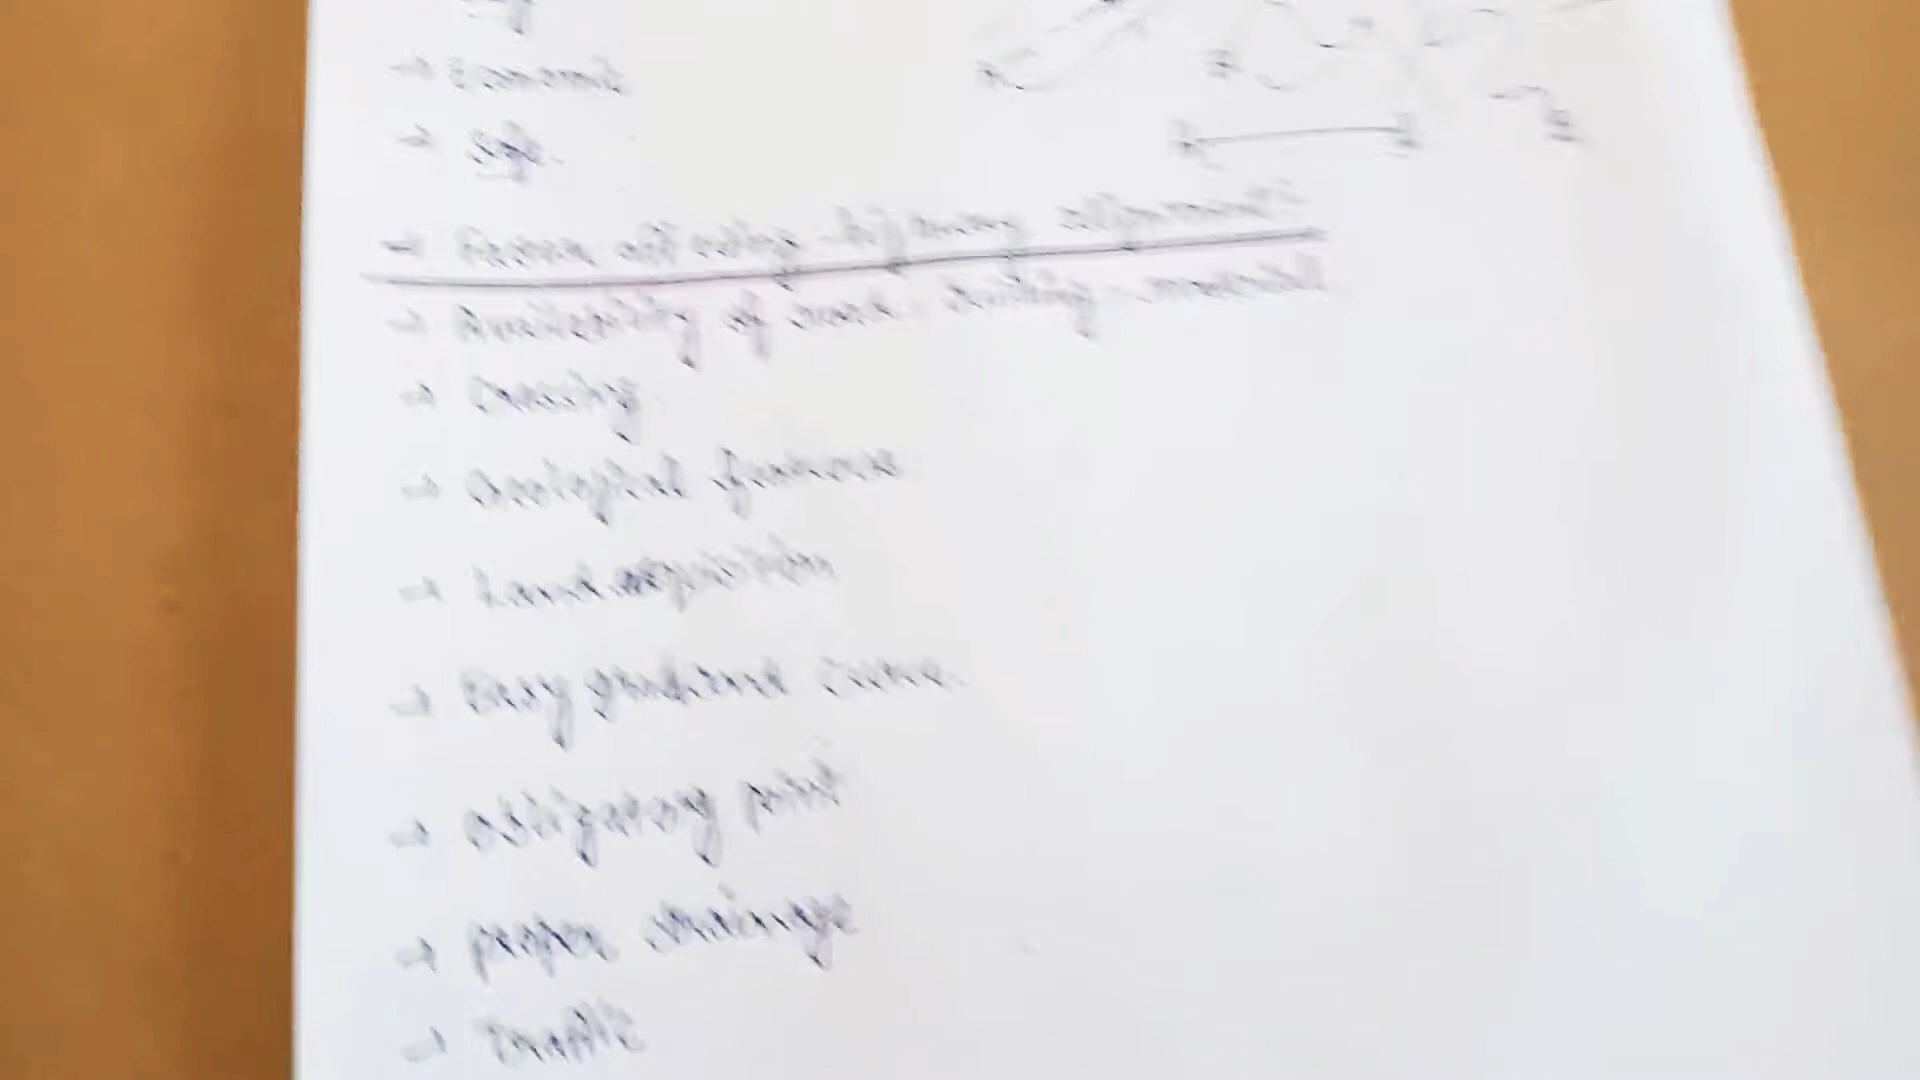 → Economic
→ Safe.
→ Factors affecting highway alignment :-
→ Availability of road building material
→ Crossing
→ Geological features
→ Land acquisition
→ Easy gradient curve.
→ Obligatory point
→ proper drainage
→ Traffic